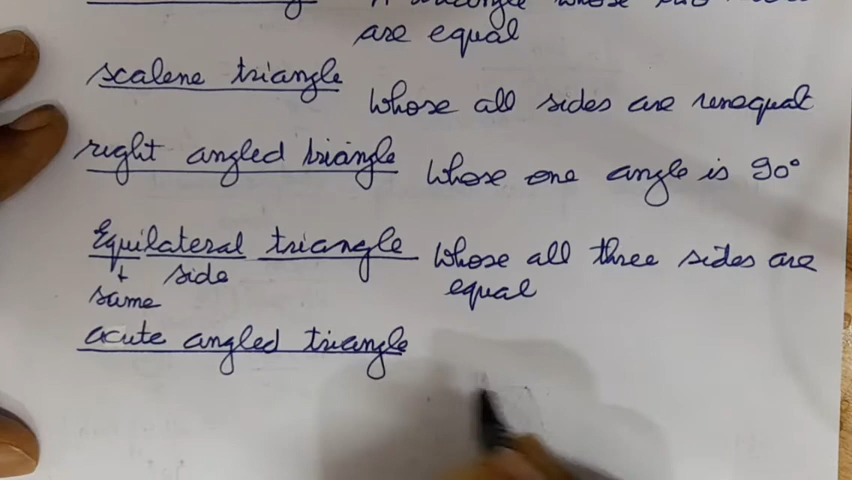 are equal
scalene triangle
whose all sides are unequal
right angled triangle whose one angle is 90°
Equilateral triangle whose all three sides are
side
equal
same
acute angled triangle